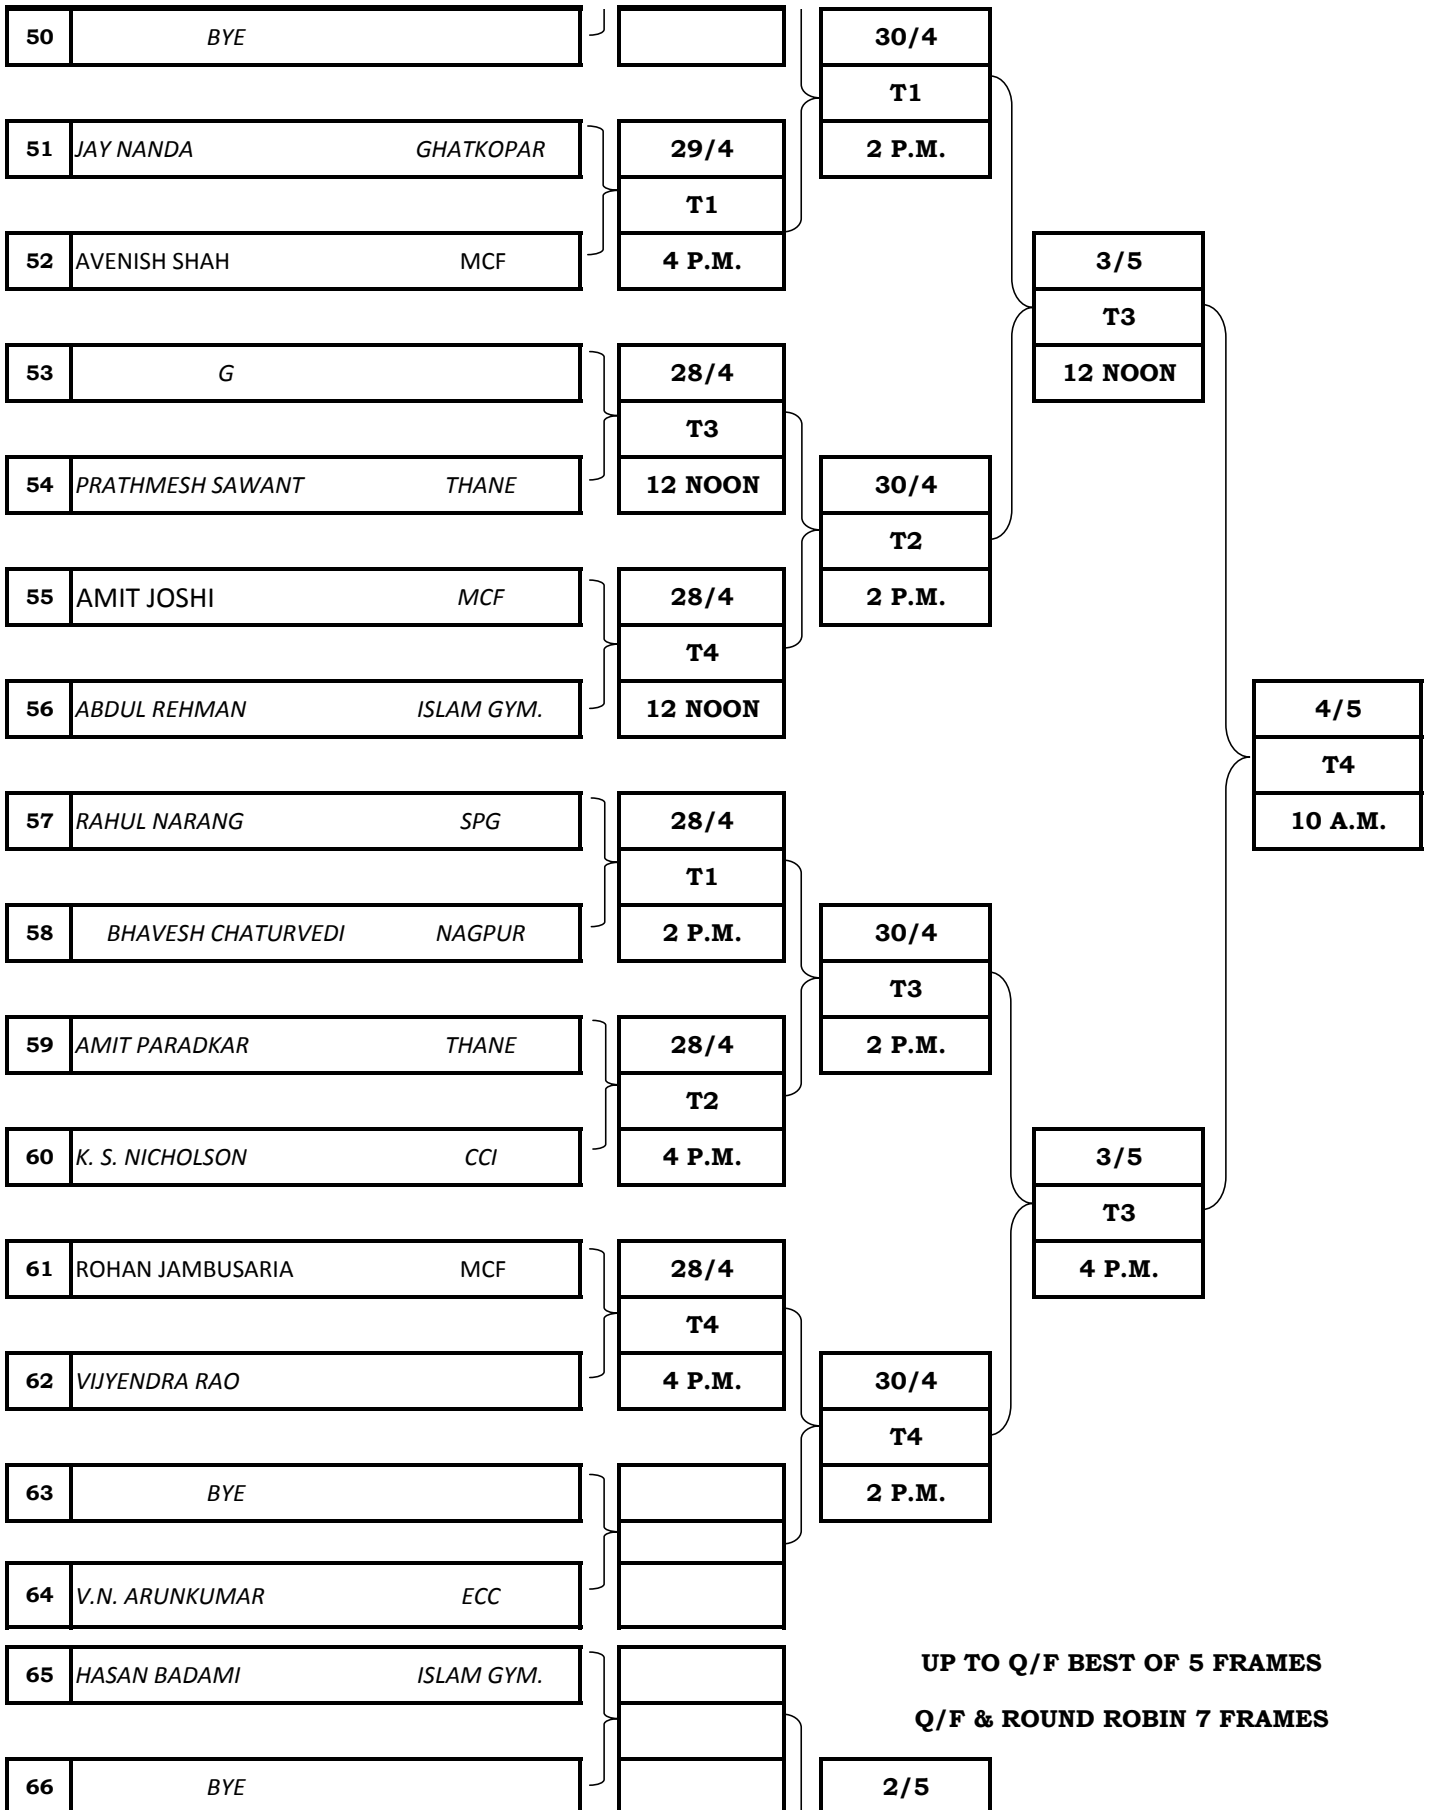 50 BYE 30/4
T1
51 JAY NANDA GHATKOPAR 29/4 2 P.M.
T1
52 AVENISH SHAH MCF 4 P.M. 3/5
T3
53 G 28/4 12 NOON
T3
54 PRATHMESH SAWANT THANE 12 NOON 30/4
T2
55 AMIT JOSHI MCF 28/4 2 P.M.
T4
56 ABDUL REHMAN ISLAM GYM. 12 NOON 4/5
T4
57 RAHUL NARANG SPG 28/4 10 A.M.
T1
58 BHAVESH CHATURVEDI NAGPUR 2 P.M. 30/4
T3
59 AMIT PARADKAR THANE 28/4 2 P.M.
T2
60 K. S. NICHOLSON CCI 4 P.M. 3/5
T3
61 ROHAN JAMBUSARIA MCF 28/4 4 P.M.
T4
62 VIJYENDRA RAO 4 P.M. 30/4
T4
63 BYE 2 P.M.
64 V.N. ARUNKUMAR ECC
65 HASAN BADAMI ISLAM GYM. UP TO Q/F BEST OF 5 FRAMES
Q/F & ROUND ROBIN 7 FRAMES
66 BYE 2/5